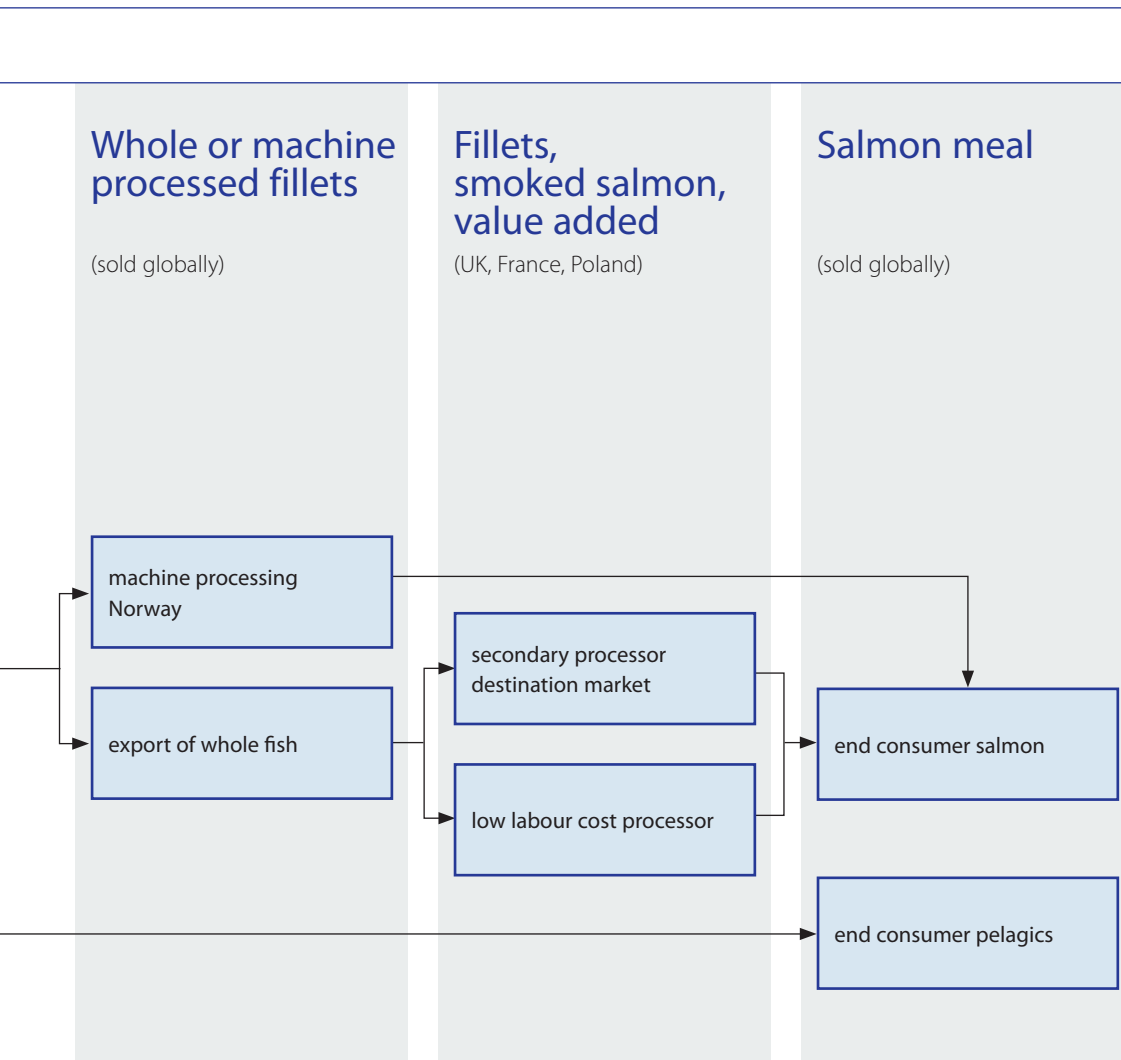 Whole or machine
processed fillets
(sold globally)
Fillets,
smoked salmon,
value added
(UK, France, Poland)
Salmon meal
(sold globally)
machine processing
Norway
export of whole fish
secondary processor
destination market
low labour cost processor
end consumer salmon
end consumer pelagics